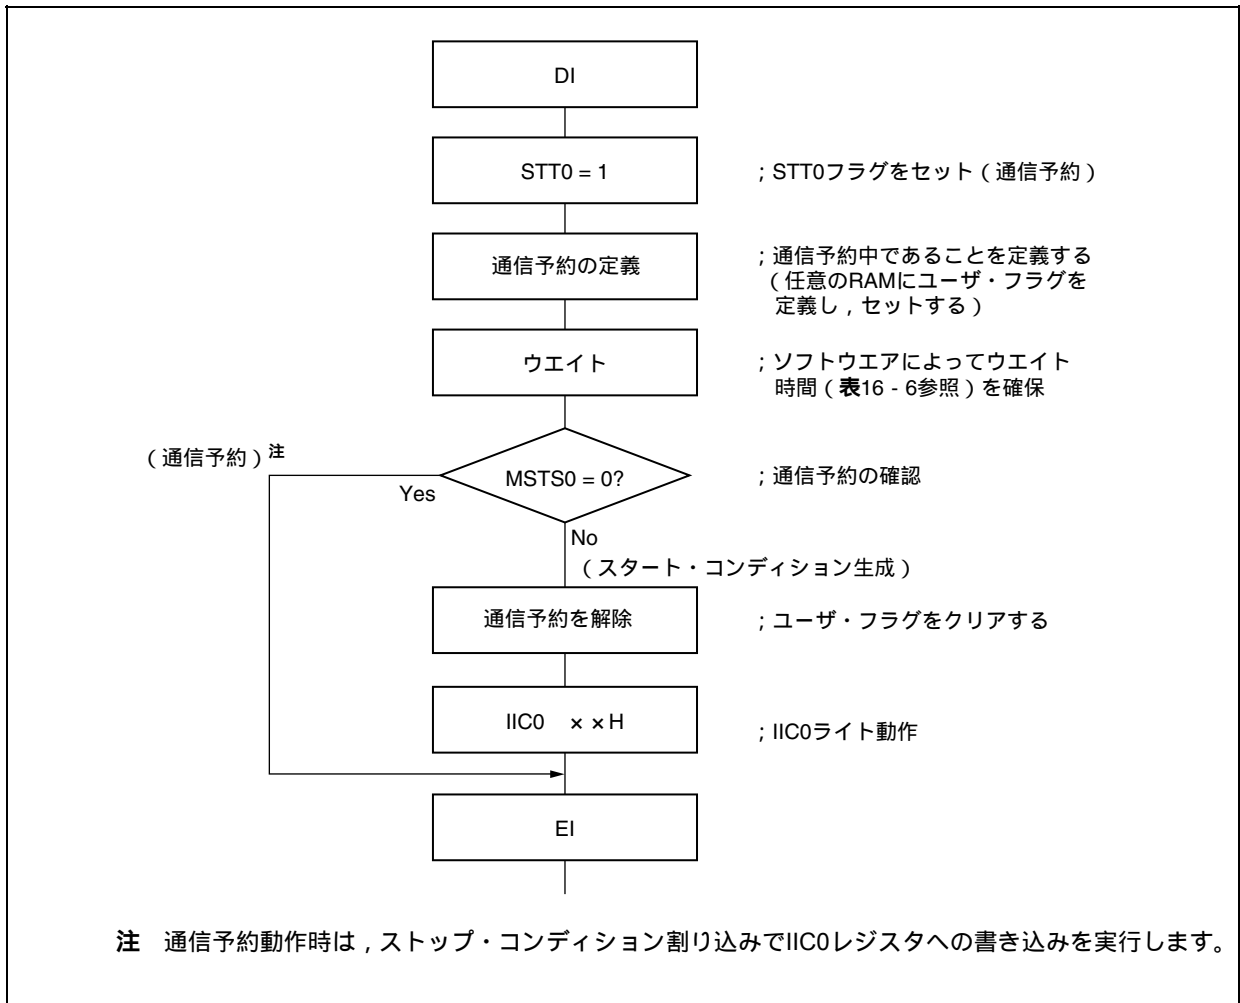 DI
STT0 = 1
; STT0フラグをセット（通信予約）
通信予約の定義
; 通信予約中であることを定義する
（任意のRAMにユーザ・フラグを
定義し，セットする）
ウエイト
; ソフトウエアによってウエイト
時間（表16 - 6参照）を確保
（通信予約）注
MSTS0 = 0?
; 通信予約の確認
Yes
No
（スタート・コンディション生成）
通信予約を解除
; ユーザ・フラグをクリアする
IIC0 ××H
; IIC0ライト動作
EI
注 通信予約動作時は，ストップ・コンディション割り込みでIIC0レジスタへの書き込みを実行します。